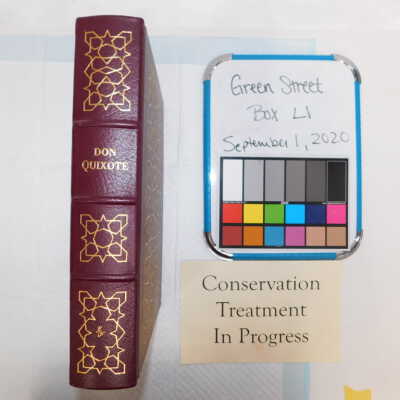 DON
QUIXOTE
Green Street
Box L1
September 1, 2020
Conservation
Treatment
In Progress